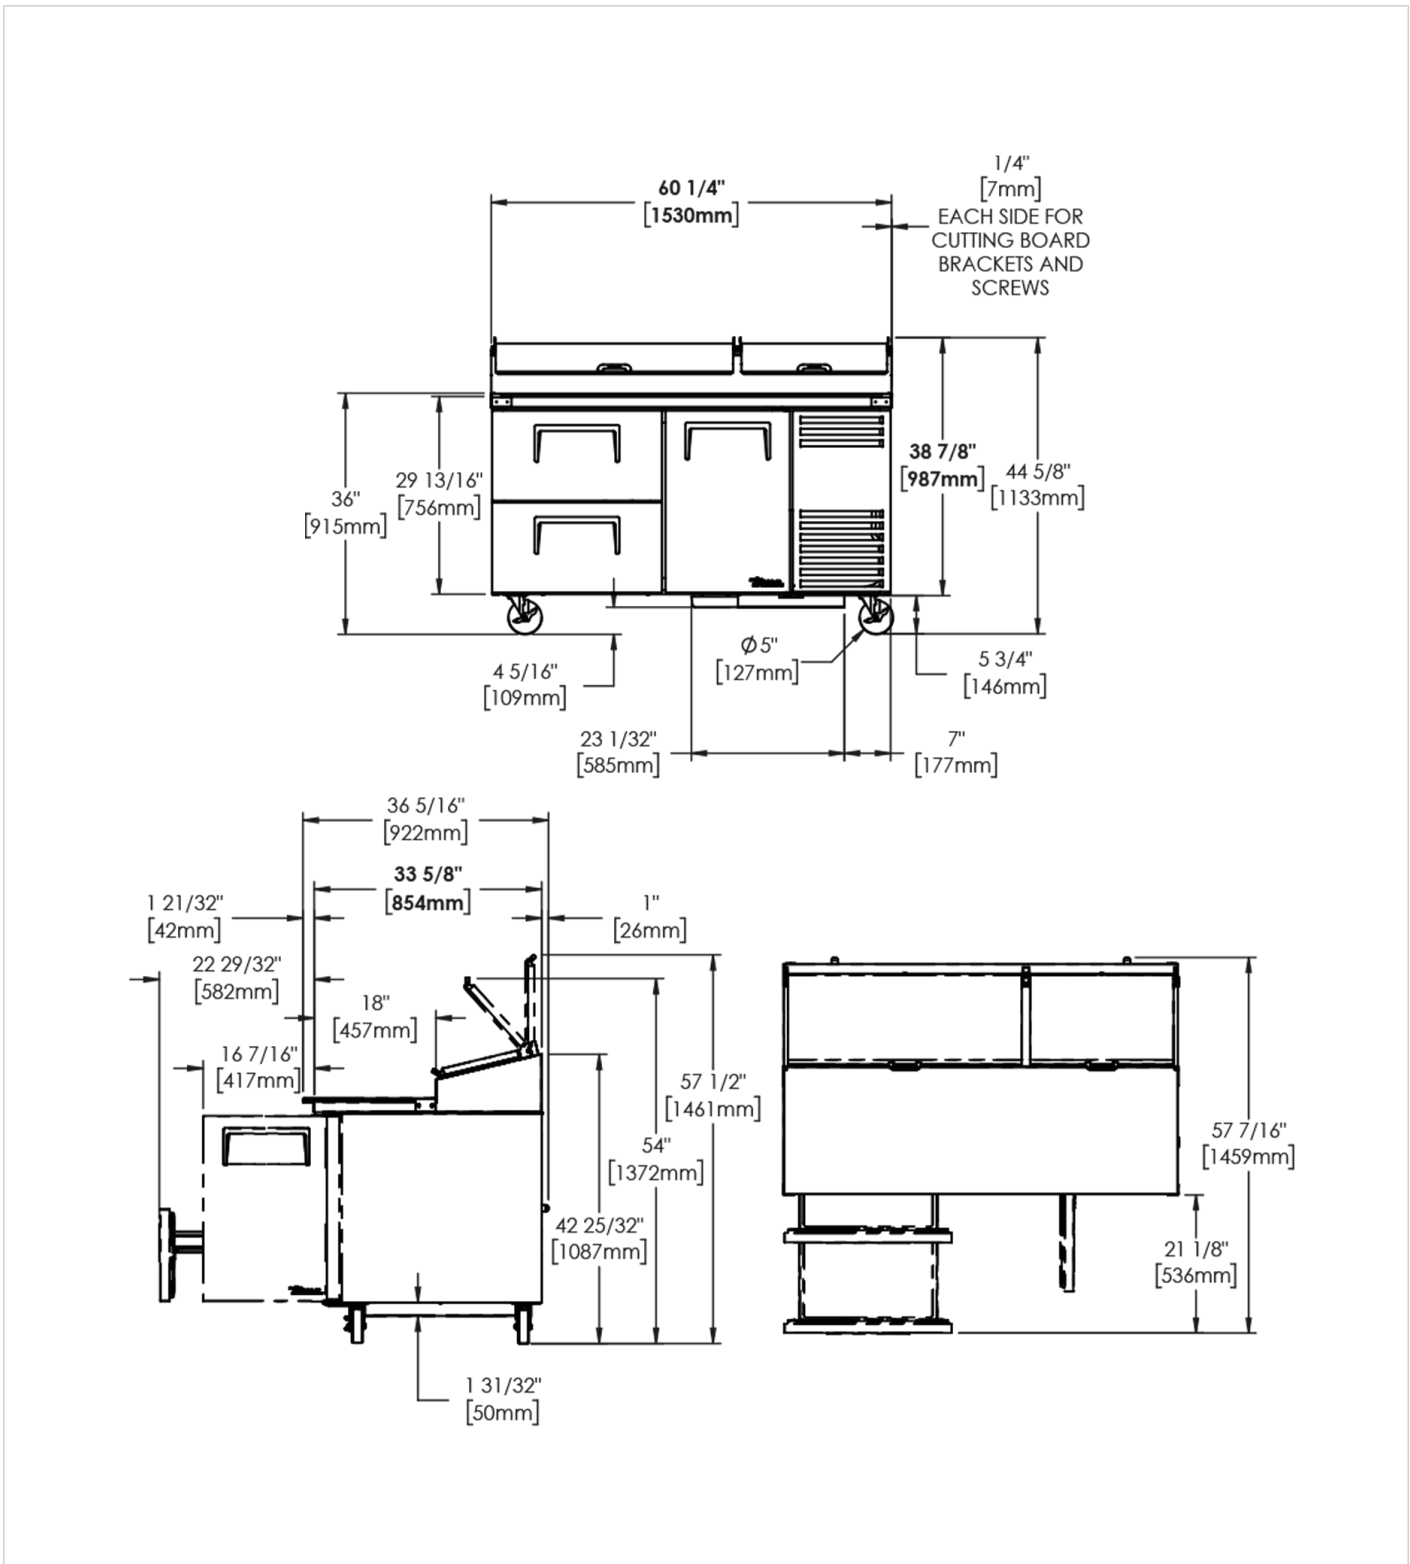 1/4"
[7mm]
EACH SIDE FOR
CUTTING BOARD
BRACKETS AND
SCREWS
60 1/4"
[1530mm]
38 7/8"
[987mm]
44 5/8"
[1133mm]
29 13/16"
[756mm]
36"
[915mm]
True
Ø5"
[127mm]
4 5/16"
[109mm]
5 3/4"
[146mm]
23 1/32"
[585mm]
7"
[177mm]
36 5/16"
[922mm]
33 5/8"
[854mm]
1 21/32"
[42mm]
1"
[26mm]
22 29/32"
[582mm]
18"
[457mm]
16 7/16"
[417mm]
57 1/2"
[1461mm]
54"
[1372mm]
42 25/32"
[1087mm]
True
1 31/32"
[50mm]
57 7/16"
[1459mm]
21 1/8"
[536mm]